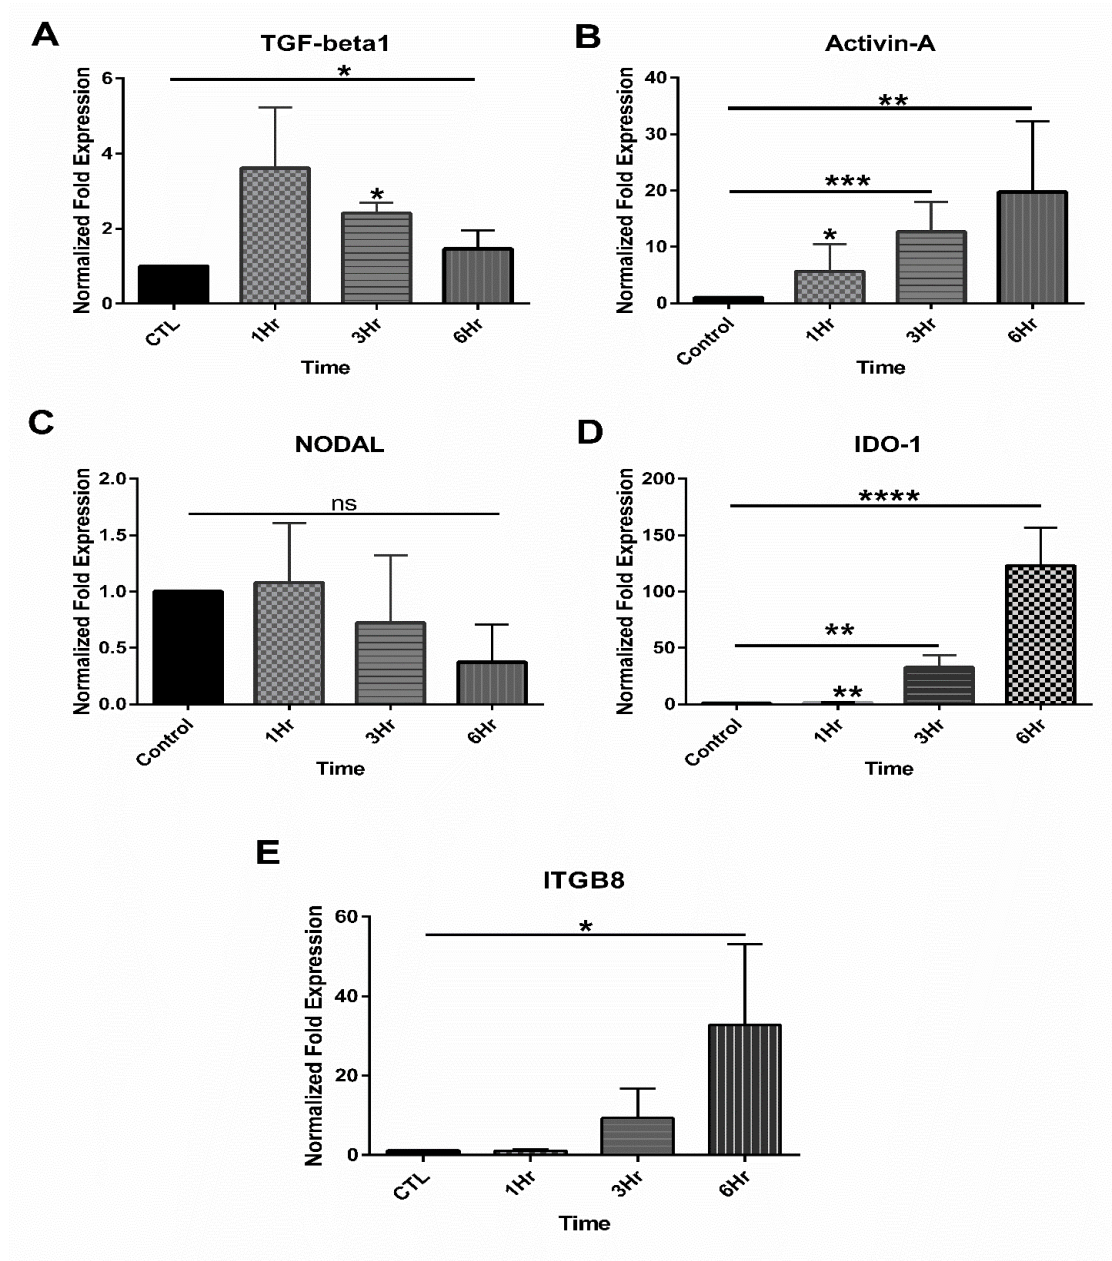 A
TGF-beta1
Normalized Fold Expression
6
4
2
0
*
*
CTL
1Hr
3Hr
6Hr
Time
B
Activin-A
Normalized Fold Expression
40
30
20
10
0
**
***
*
Control
1Hr
3Hr
6Hr
Time
C
NODAL
Normalized Fold Expression
2.0
1.5
1.0
0.5
0.0
ns
Control
1Hr
3Hr
6Hr
Time
D
IDO-1
Normalized Fold Expression
200
150
100
50
0
****
**
**
Control
1Hr
3Hr
6Hr
Time
E
ITGB8
Normalized Fold Expression
60
40
20
0
*
CTL
1Hr
3Hr
6Hr
Time